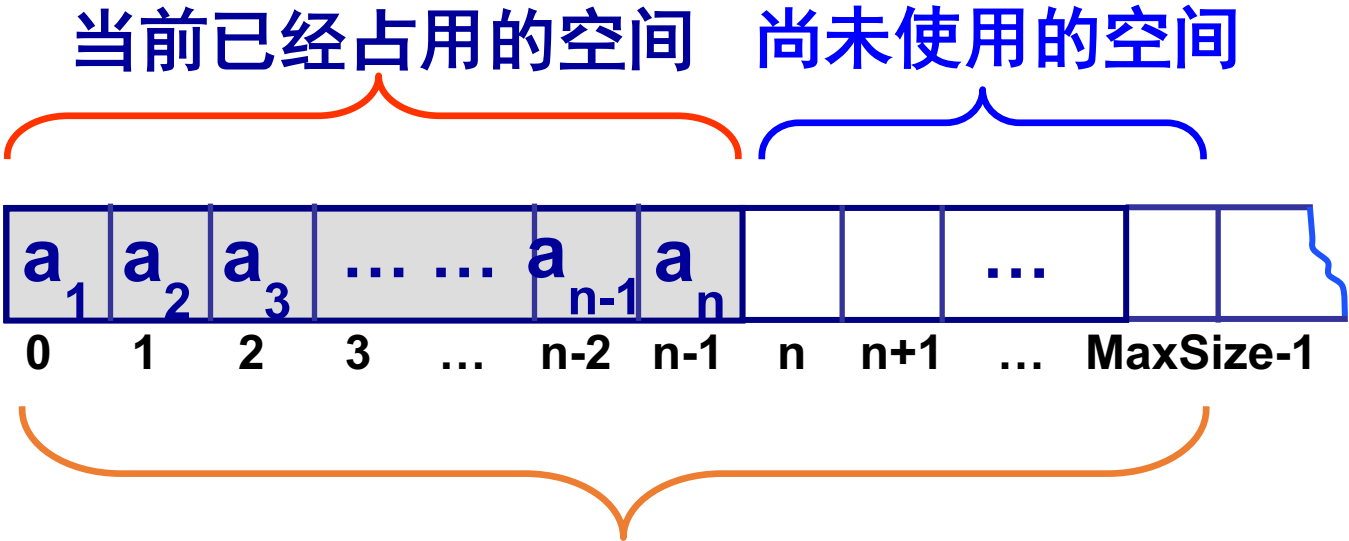 当前已经占用的空间 尚未使用的空间
a1 a2 a3 … … an-1 an …
0 1 2 3 … n-2 n-1 n n+1 … MaxSize-1